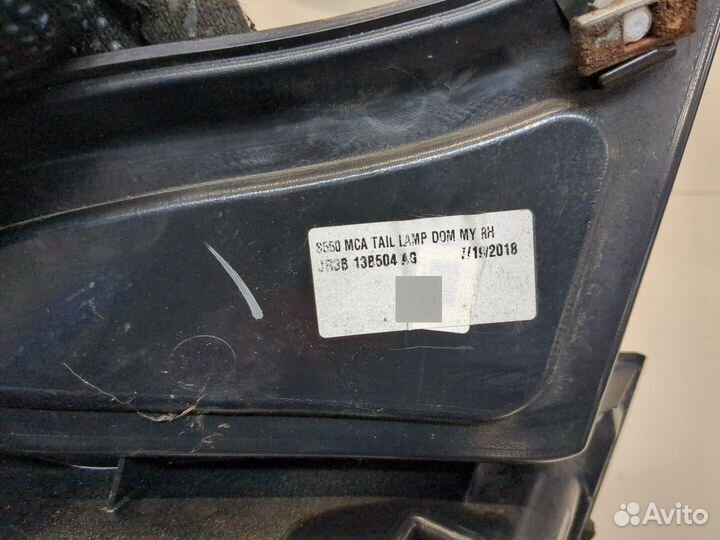 S550 MCA TAIL LAMP DOM MY RH
JR3B 13B504 AG 7/19/2018
Avito